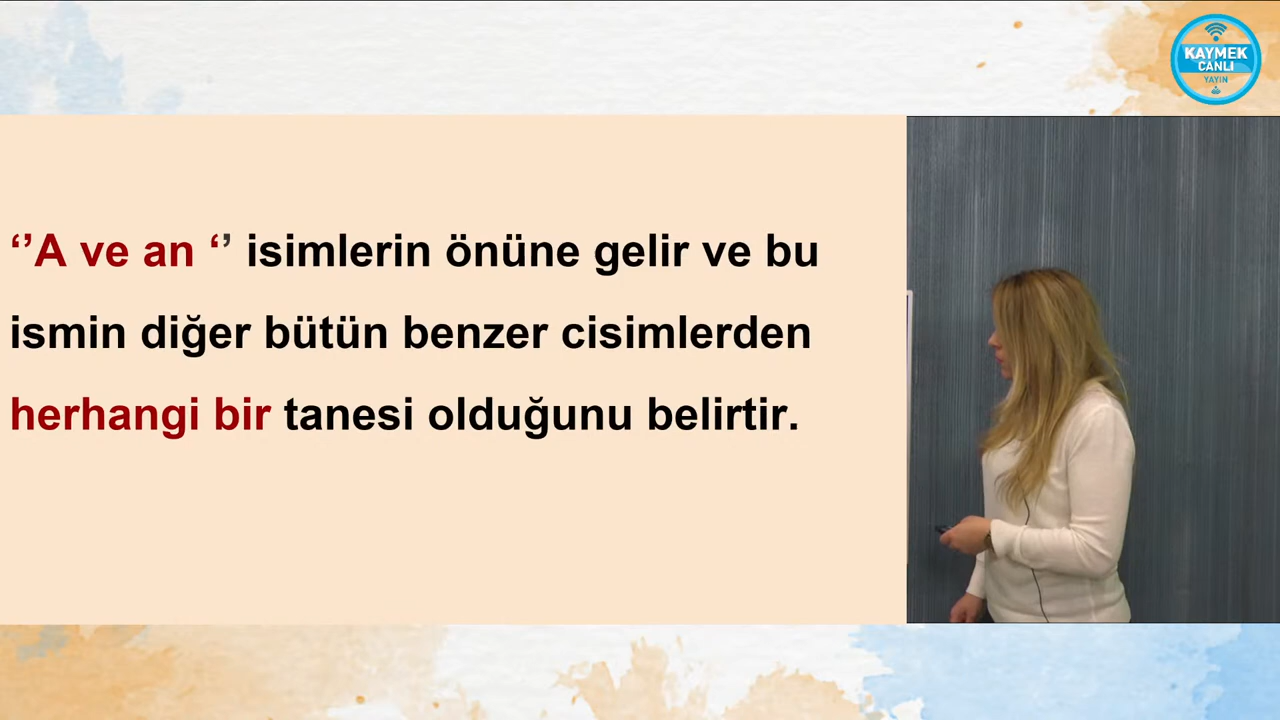 ‘’A ve an ‘’ isimlerin önüne gelir ve bu
ismin diğer bütün benzer cisimlerden
herhangi bir tanesi olduğunu belirtir.
KAYMEK
CANLI
YAYIN